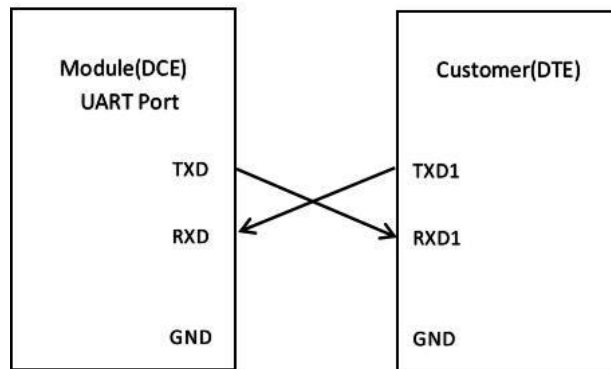 Module(DCE)
UART Port
TXD
RXD
GND
Customer(DTE)
TXD1
RXD1
GND